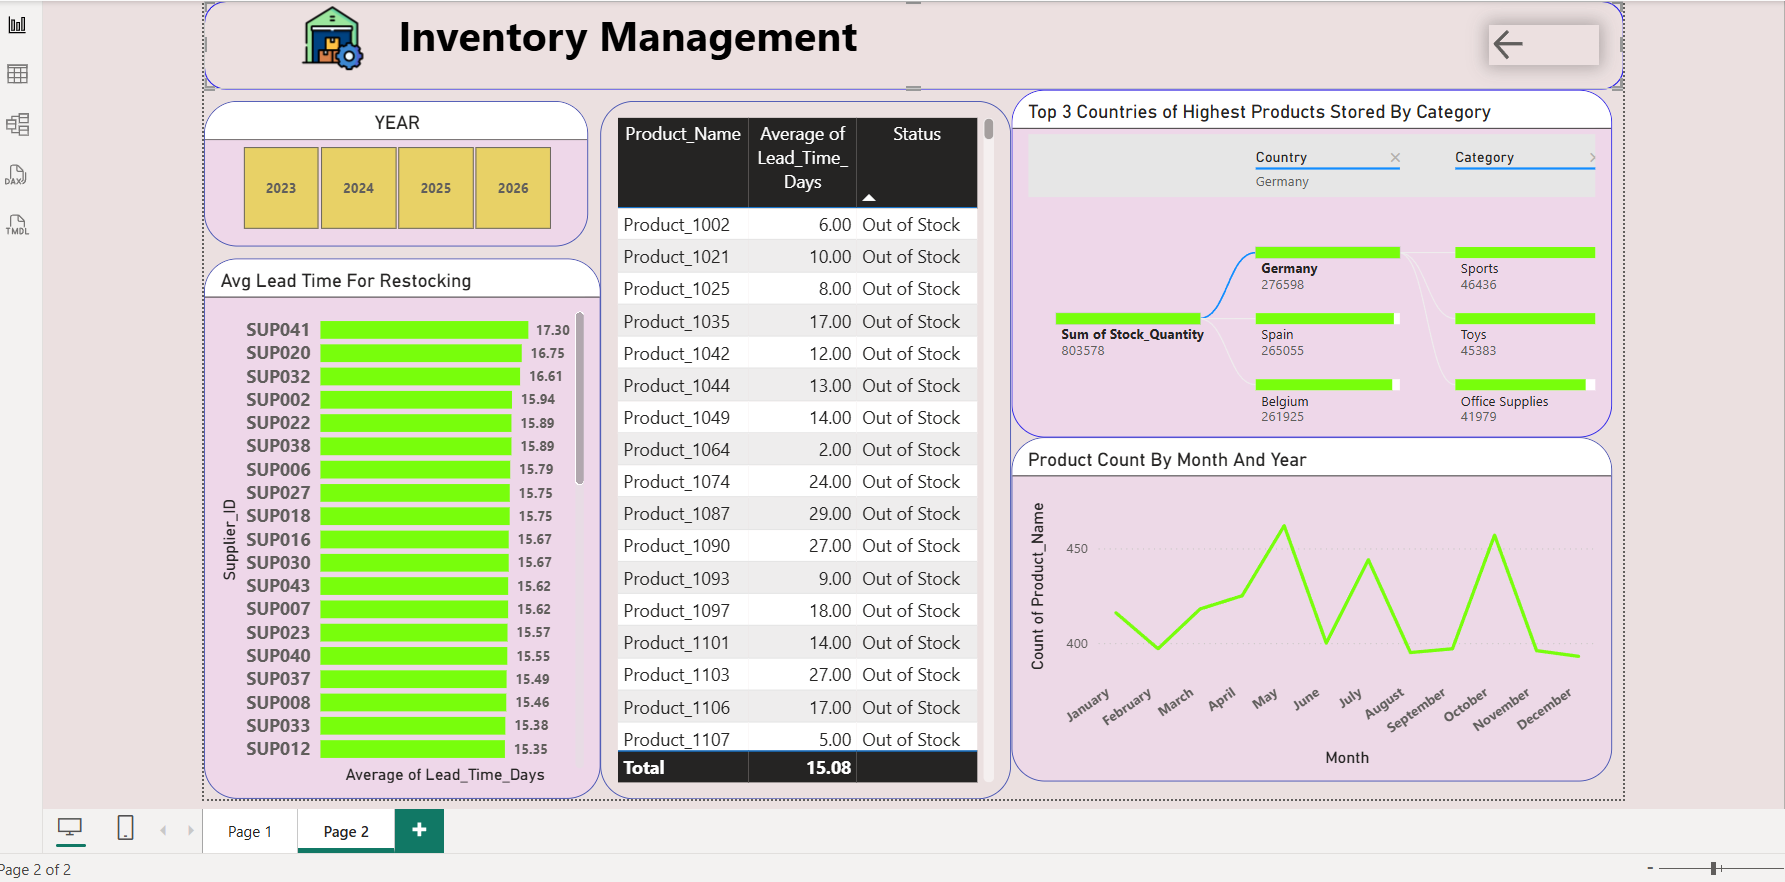 Inventory Management
DAX
TMDL
YEAR
2023 2024 2025 2026
Avg Lead Time For Restocking
Supplier_ID
SUP041 17.30
SUP020 16.75
SUP032 16.61
SUP002 15.94
SUP022 15.89
SUP038 15.89
SUP006 15.79
SUP027 15.75
SUP018 15.75
SUP016 15.67
SUP030 15.67
SUP043 15.62
SUP007 15.62
SUP023 15.57
SUP040 15.55
SUP037 15.49
SUP008 15.46
SUP033 15.38
SUP012 15.35
Average of Lead_Time_Days
Product_Name Average of Status
Lead_Time_
Days
Product_1002 6.00 Out of Stock
Product_1021 10.00 Out of Stock
Product_1025 8.00 Out of Stock
Product_1035 17.00 Out of Stock
Product_1042 12.00 Out of Stock
Product_1044 13.00 Out of Stock
Product_1049 14.00 Out of Stock
Product_1064 2.00 Out of Stock
Product_1074 24.00 Out of Stock
Product_1087 29.00 Out of Stock
Product_1090 27.00 Out of Stock
Product_1093 9.00 Out of Stock
Product_1097 18.00 Out of Stock
Product_1101 14.00 Out of Stock
Product_1103 27.00 Out of Stock
Product_1106 17.00 Out of Stock
Product_1107 5.00 Out of Stock
Total 15.08
Top 3 Countries of Highest Products Stored By Category
Country Category
Germany
Sum of Stock_Quantity
803578
Germany
276598
Spain
265055
Belgium
261925
Sports
46436
Toys
45383
Office Supplies
41979
Product Count By Month And Year
Count of Product_Name
450
400
January February March April May June July August September October November December
Month
Page 1 Page 2 +
Page 2 of 2